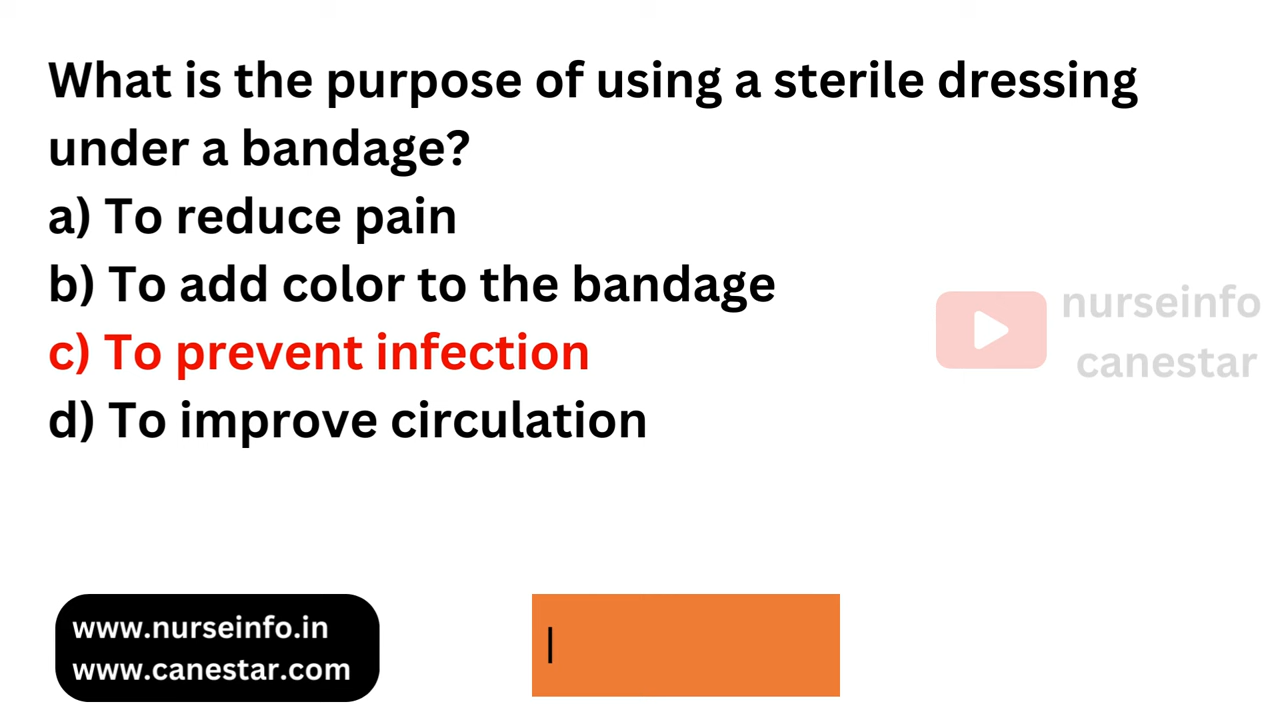 What is the purpose of using a sterile dressing
under a bandage?
a) To reduce pain
b) To add color to the bandage
c) To prevent infection
d) To improve circulation
nurseinfo
canestar
www.nurseinfo.in
www.canestar.com